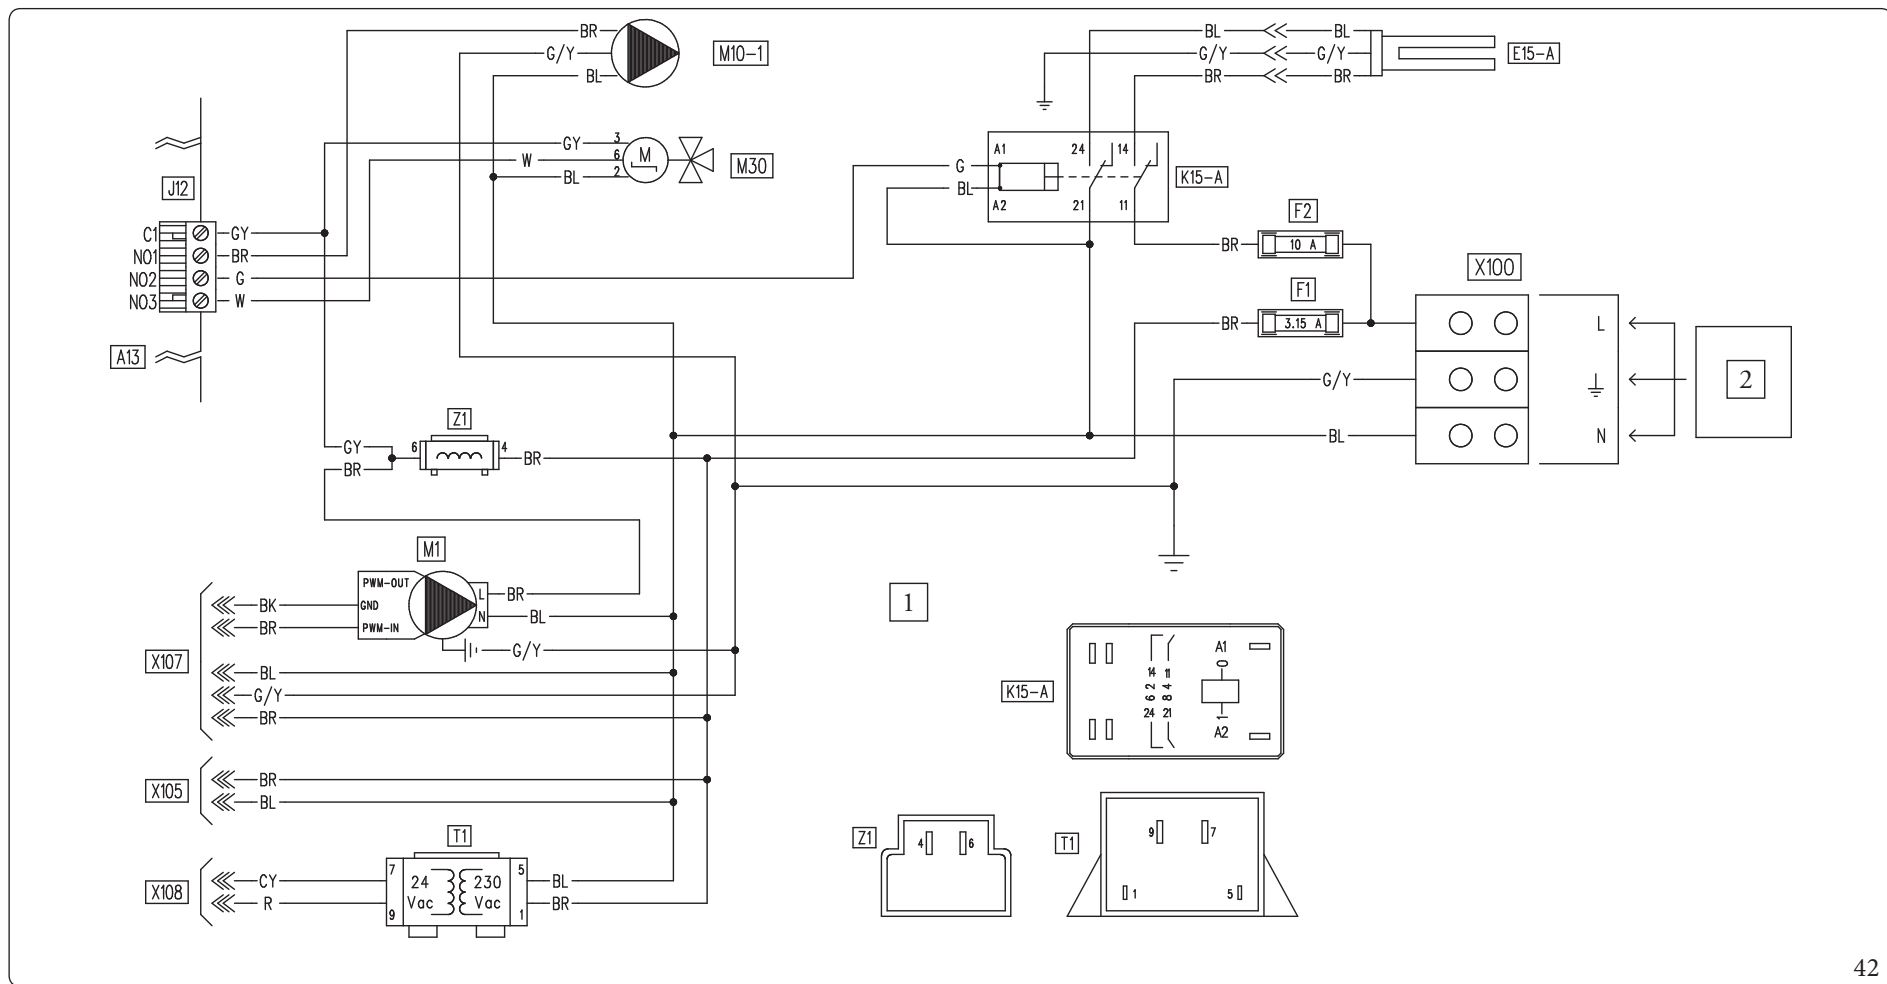 BR
G/Y
BL
M10-1
BL BL
G/Y G/Y
BR BR
E15-A
GY 3
W 6
BL 2
M
M30
A1 24 14
A2 21 11
G
BL
K15-A
J12
C1 GY
NO1 BR
NO2 G
NO3 W
A13
F2
BR 10 A
F1
BR 3.15 A
X100
L
G/Y
N
BL
2
Z1
GY 6 4 BR
BR
M1
PWM-OUT
GND
PWM-IN
L BR
N BL
G/Y
BK
BR
X107
BL
G/Y
BR
X105
BR
BL
T1
X108
CY 7 24 Vac 230 Vac 5 BL
R 9 1 BR
1
K15-A
14 11
2 4
6 8
24 21
A1
0
1
A2
Z1
4 6
T1
9 7
1 5
42